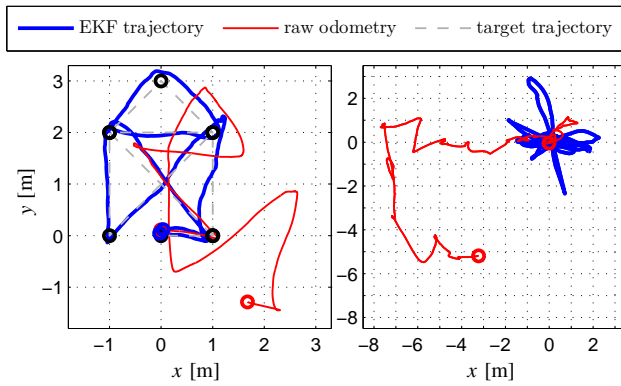 EKF trajectory raw odometry target trajectory
3
2
1
0
−1
y [m]
−1 0 1 2 3
x [m]
2
0
−2
−4
−6
−8
−8 −6 −4 −2 0 2
x [m]